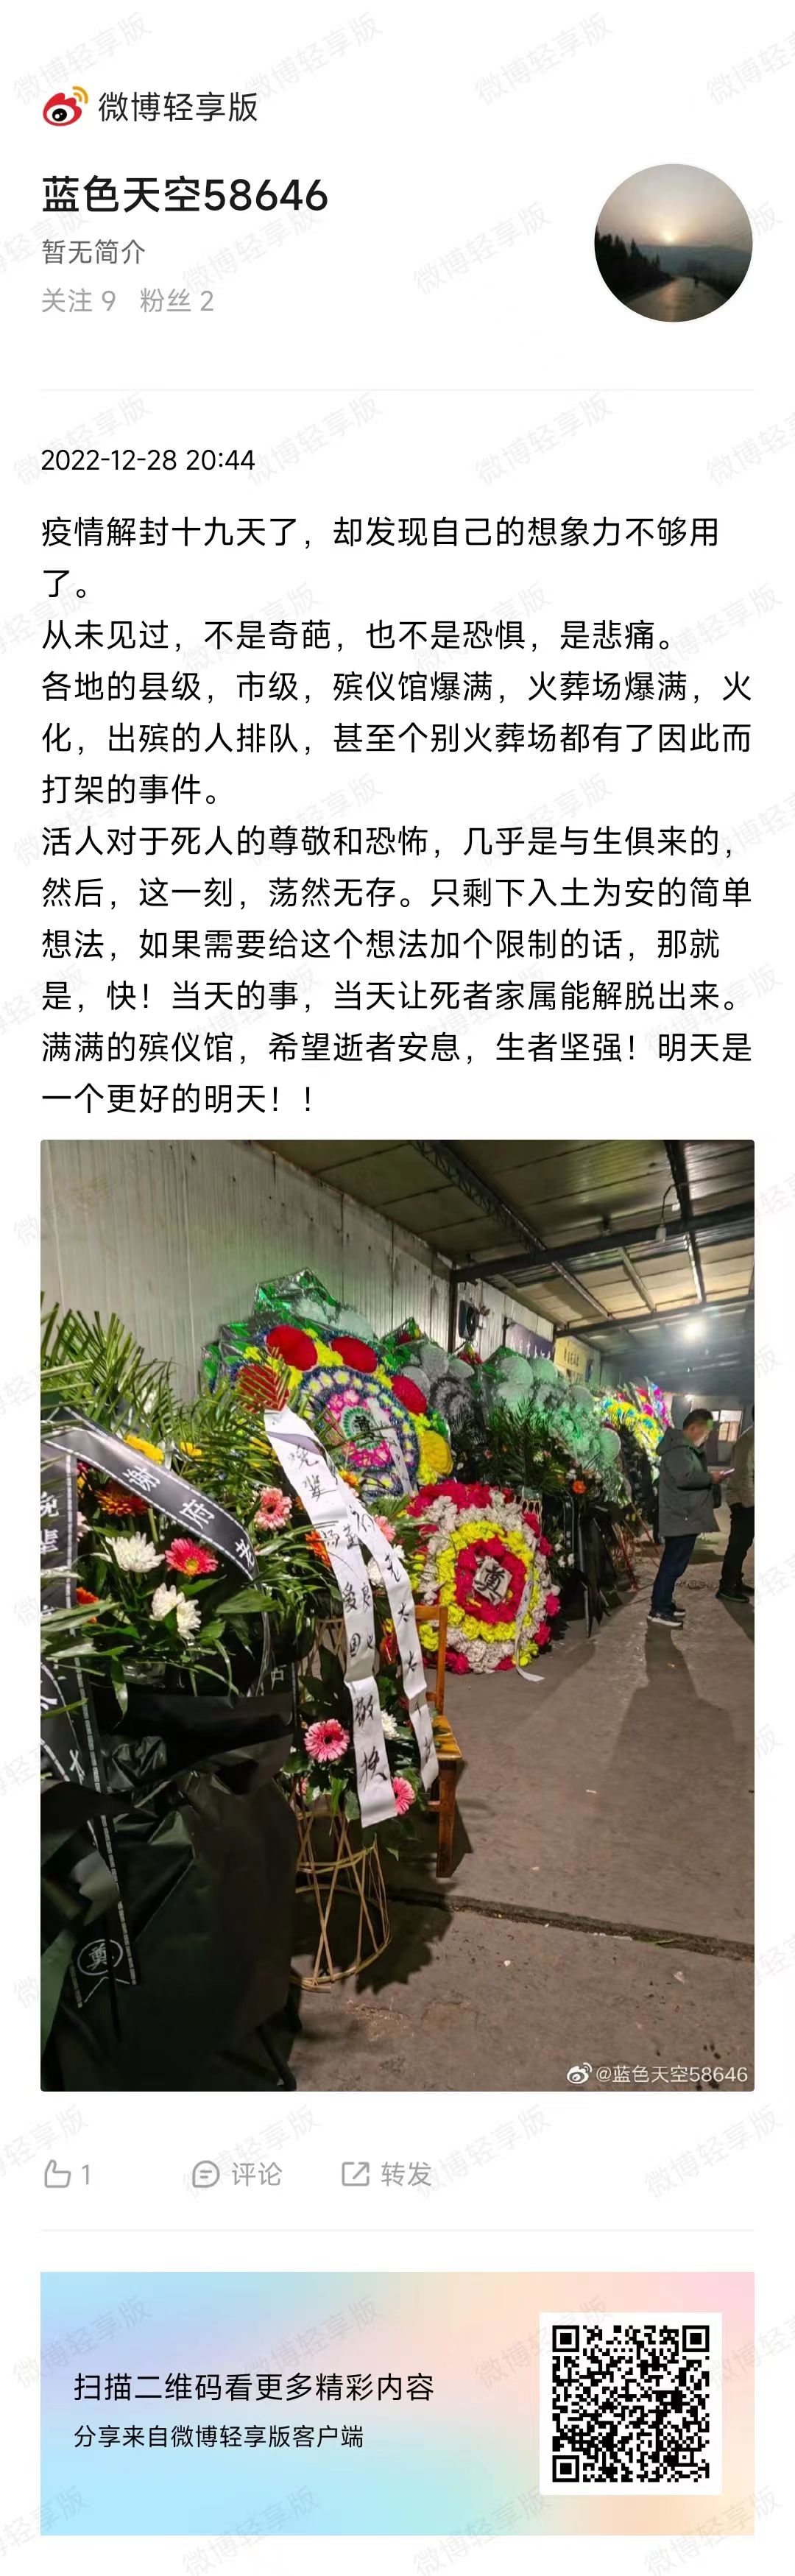 微博轻享版
蓝色天空58646
暂无简介
关注 9 粉丝 2
2022-12-28 20:44
疫情解封十九天了，却发现自己的想象力不够用
了。
从未见过，不是奇葩，也不是恐惧，是悲痛。
各地的县级，市级，殡仪馆爆满，火葬场爆满，火
化，出殡的人排队，甚至个别火葬场都有了因此而
打架的事件。
活人对于死人的尊敬和恐怖，几乎是与生俱来的，
然后，这一刻，荡然无存。只剩下入土为安的简单
想法，如果需要给这个想法加个限制的话，那就
是，快！当天的事，当天让死者家属能解脱出来。
满满的殡仪馆，希望逝者安息，生者坚强！明天是
一个更好的明天！！
谢府老
晚辈
晚辈
敬挽
奠
奠
奠
@蓝色天空58646
1 评论 转发
扫描二维码看更多精彩内容
分享来自微博轻享版客户端